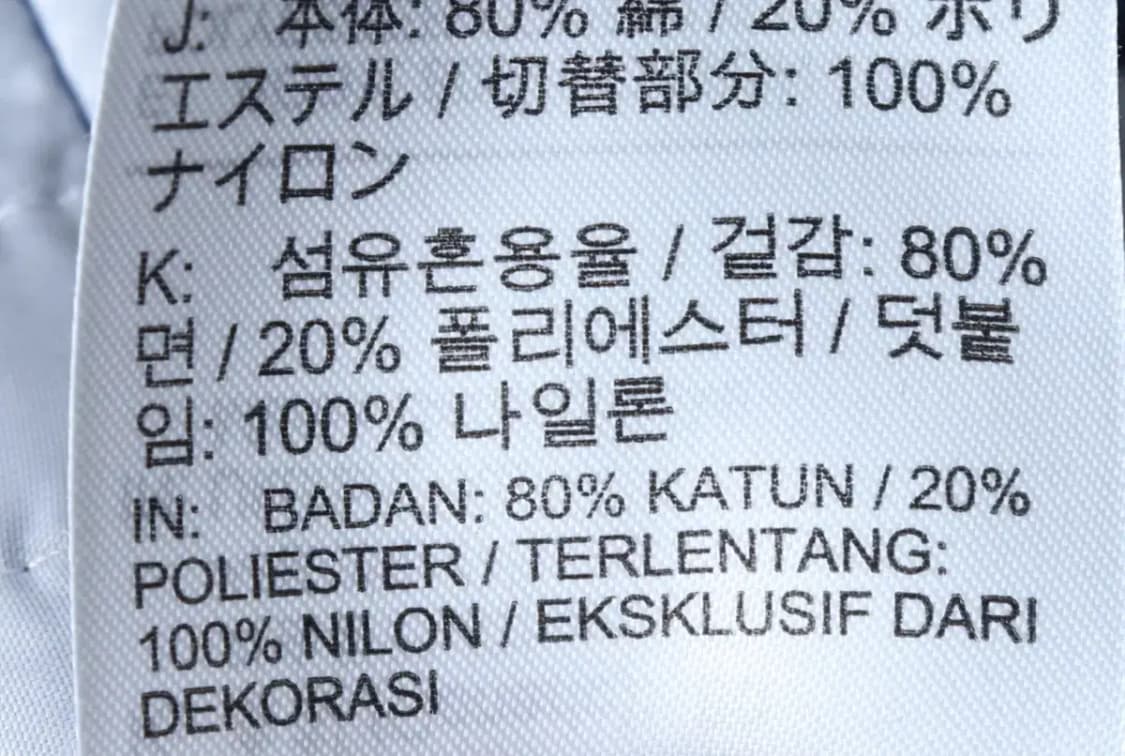 J: 本体: 80% 綿 / 20% ポリ
エステル / 切替部分: 100%
ナイロン
K: 섬유혼용율 / 겉감: 80%
면 / 20% 폴리에스터 / 덧붙
임: 100% 나일론
IN: BADAN: 80% KATUN / 20%
POLIESTER / TERLENTANG:
100% NILON / EKSKLUSIF DARI
DEKORASI